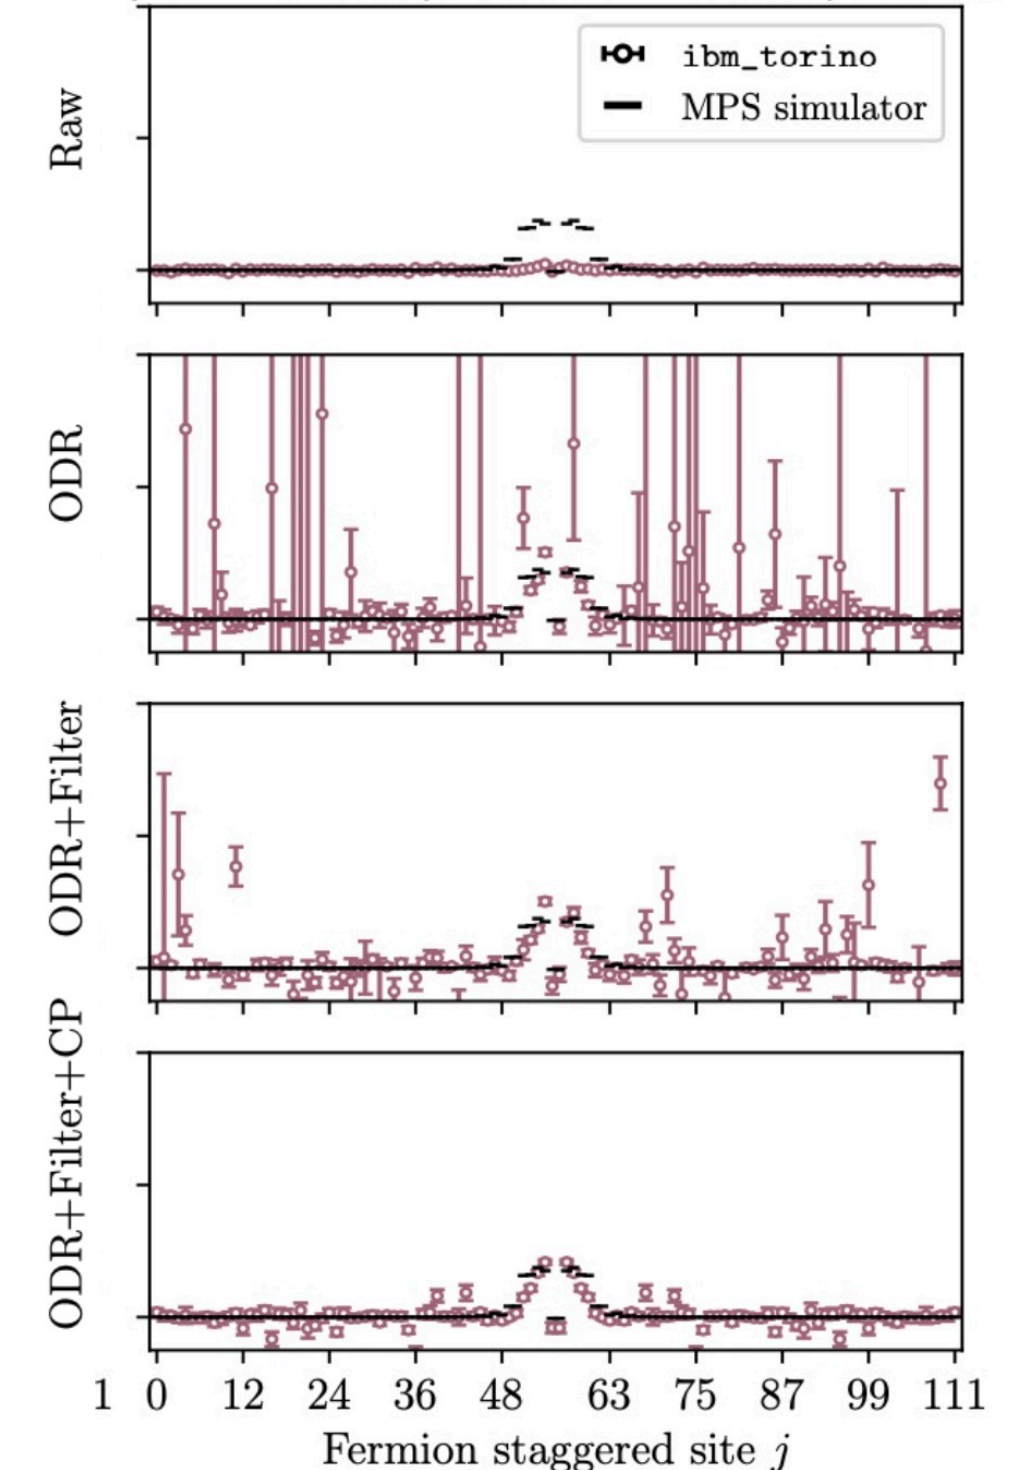 Raw
ibm_torino
MPS simulator
ODR
ODR+Filter
ODR+Filter+CP
1 0 12 24 36 48 63 75 87 99 111
Fermion staggered site j